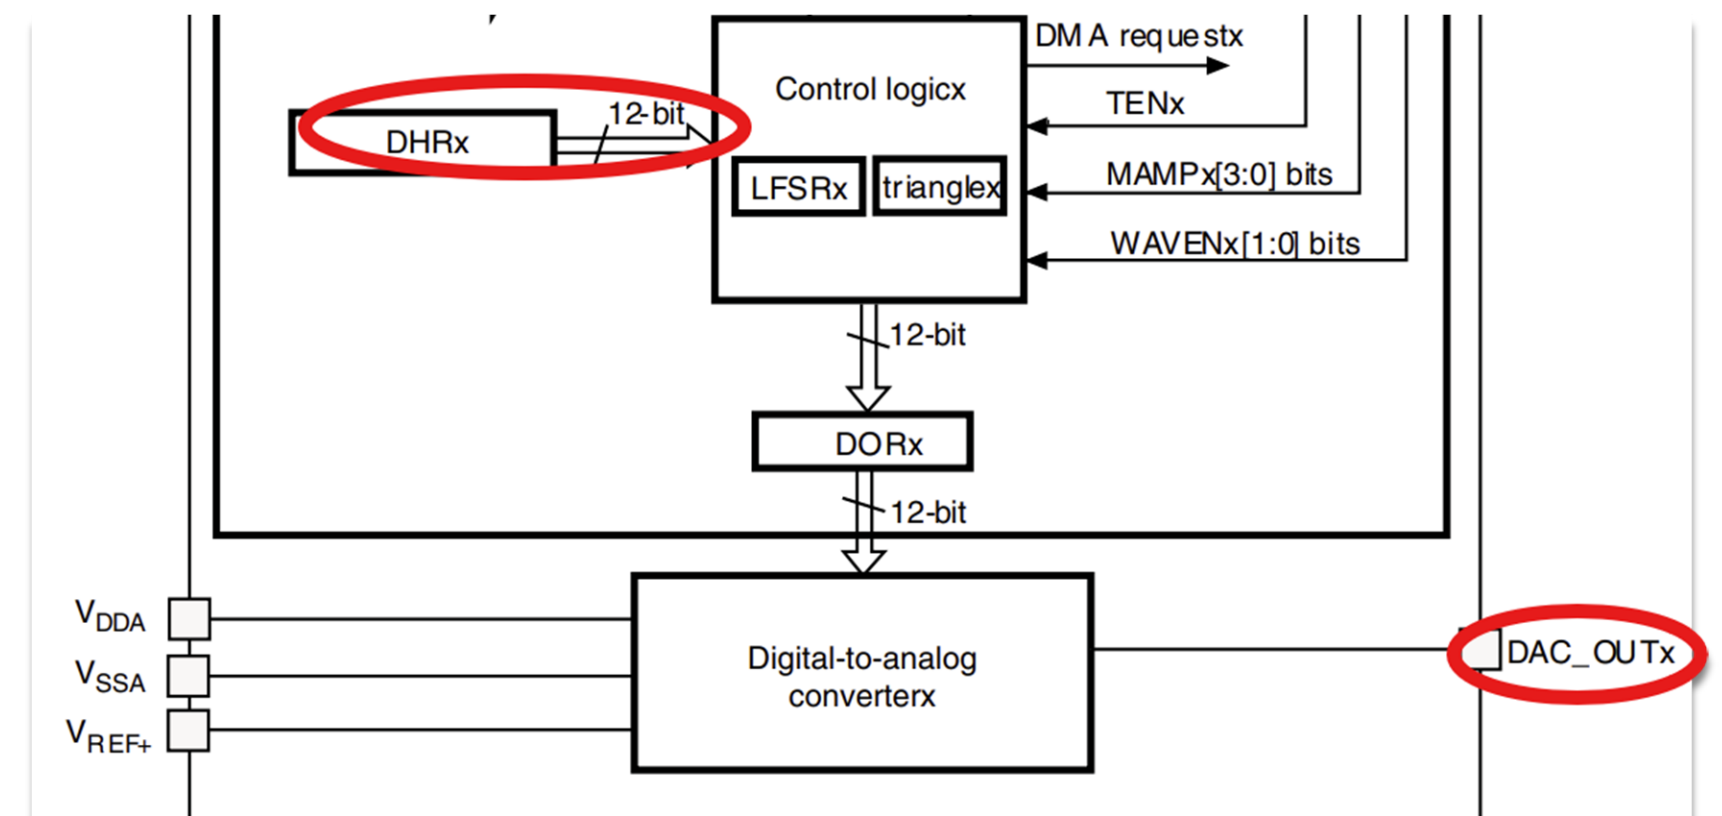 DMA requestx
12-bit
Control logicx
TENx
DHRx
MAMPx[3:0] bits
LFSRx
trianglex
WAVENx[1:0] bits
12-bit
DORx
12-bit
VDDA
VSSA
VREF+
Digital-to-analog
converterx
DAC_OUTx